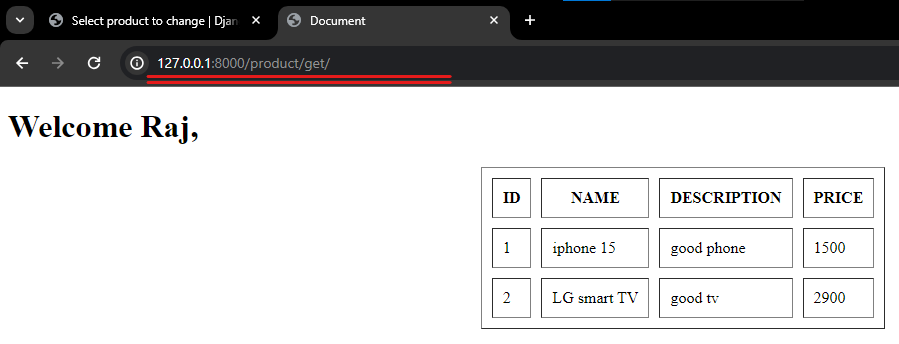 Select product to change | Djan
Document
127.0.0.1:8000/product/get/
Welcome Raj,
ID NAME DESCRIPTION PRICE
1 iphone 15 good phone 1500
2 LG smart TV good tv 2900